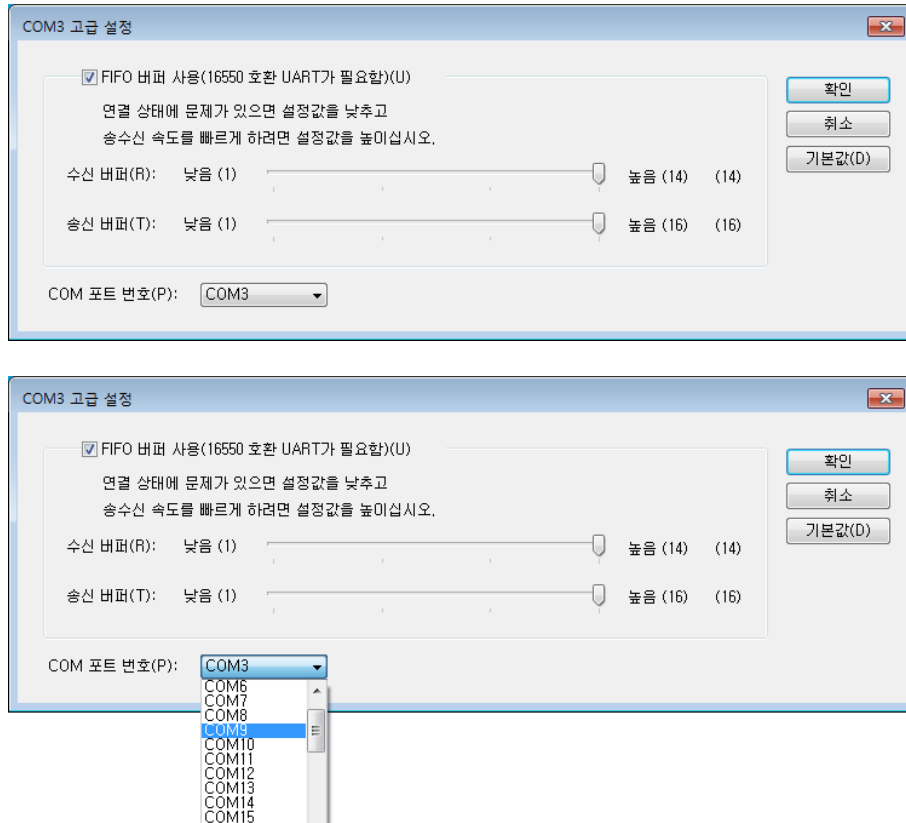 COM3 고급 설정
FIFO 버퍼 사용(16550 호환 UART가 필요함)(U)
연결 상태에 문제가 있으면 설정값을 낮추고
송수신 속도를 빠르게 하려면 설정값을 높이십시오.
수신 버퍼(R): 낮음 (1) 높음 (14) (14)
송신 버퍼(T): 낮음 (1) 높음 (16) (16)
COM 포트 번호(P): COM3
확인
취소
기본값(D)
COM3 고급 설정
FIFO 버퍼 사용(16550 호환 UART가 필요함)(U)
연결 상태에 문제가 있으면 설정값을 낮추고
송수신 속도를 빠르게 하려면 설정값을 높이십시오.
수신 버퍼(R): 낮음 (1) 높음 (14) (14)
송신 버퍼(T): 낮음 (1) 높음 (16) (16)
COM 포트 번호(P): COM3
COM6
COM7
COM8
COM9
COM10
COM11
COM12
COM13
COM14
COM15
확인
취소
기본값(D)